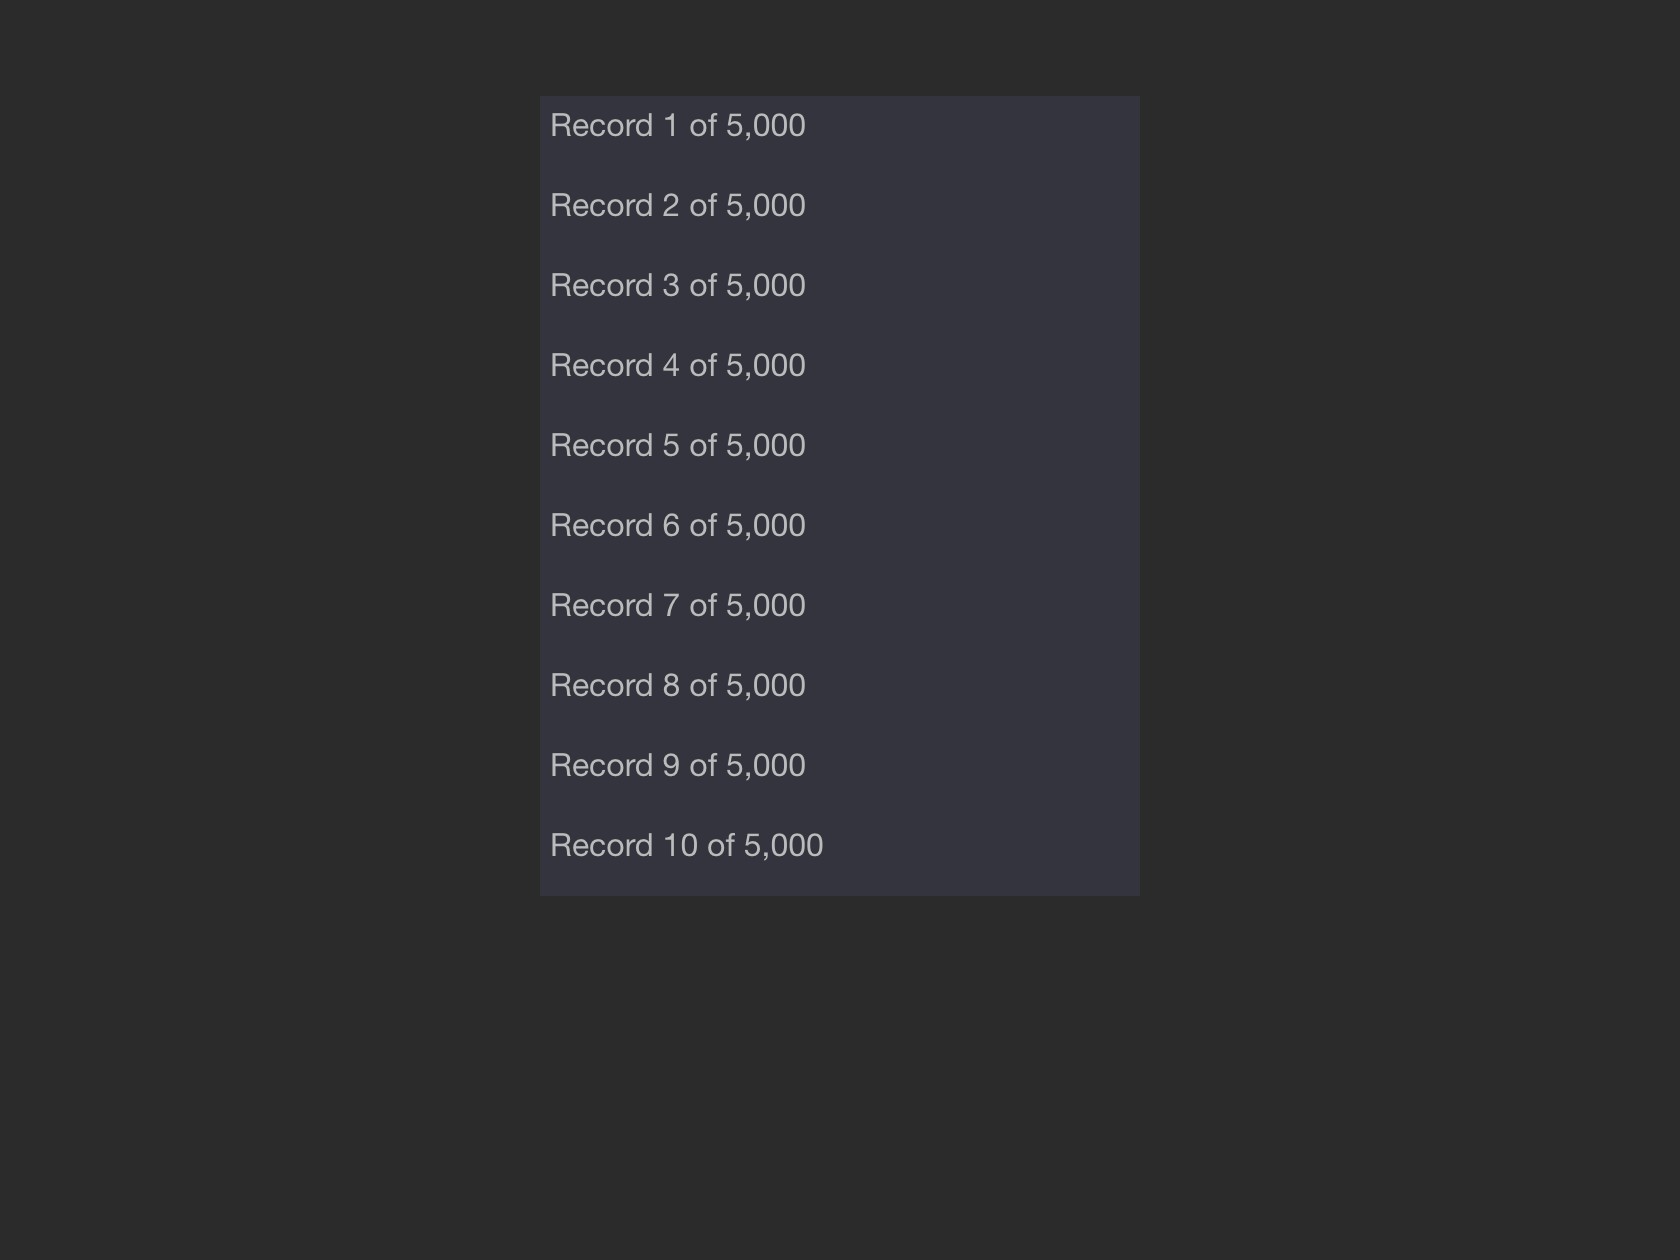 Record 1 of 5,000
Record 2 of 5,000
Record 3 of 5,000
Record 4 of 5,000
Record 5 of 5,000
Record 6 of 5,000
Record 7 of 5,000
Record 8 of 5,000
Record 9 of 5,000
Record 10 of 5,000